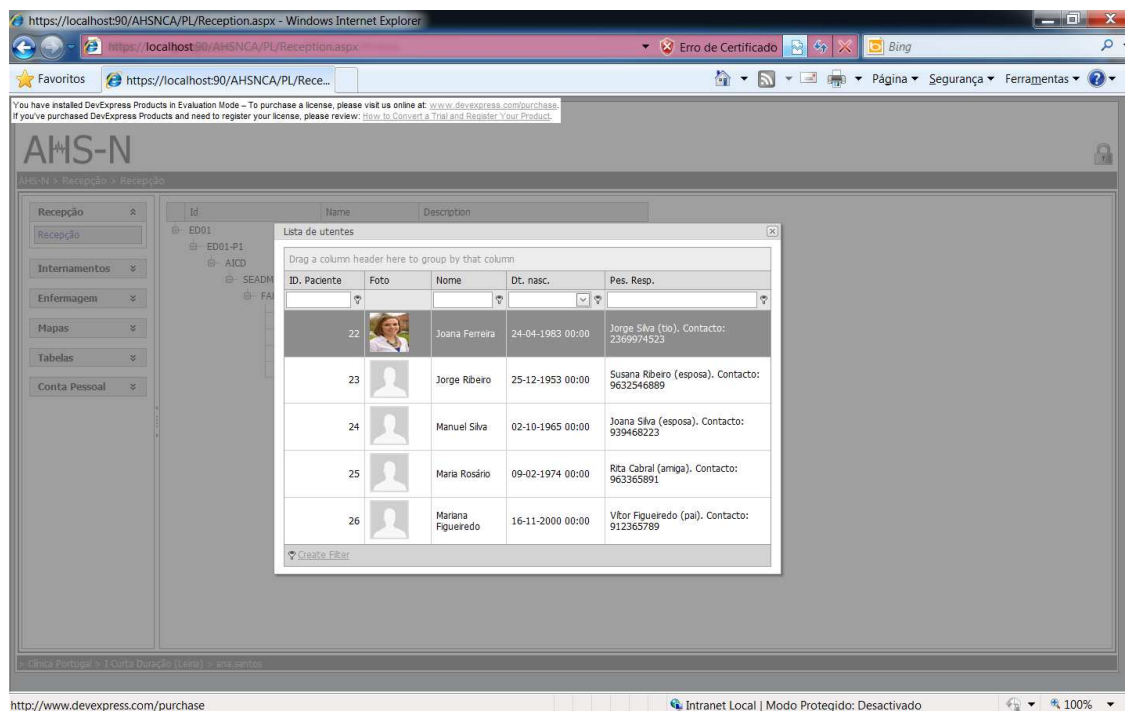 https://localhost:90/AHSNCA/PL/Reception.aspx - Windows Internet Explorer
https://localhost:90/AHSNCA/PL/Reception.aspx
Erro de Certificado
Bing
Favoritos
https://localhost:90/AHSNCA/PL/Rece...
Página
Segurança
Ferramentas
You have installed DevExpress Products in Evaluation Mode – To purchase a license, please visit us online at: www.devexpress.com/purchase.
If you've purchased DevExpress Products and need to register your license, please review: How to Convert a Trial and Register Your Product.
AHS-N
AHS-N > Recepção > Recepção
Recepção
Recepção
Internamentos
Enfermagem
Mapas
Tabelas
Conta Pessoal
Id Name Description
ED01
ED01-P1
AICD
SEADM
Lista de utentes
Drag a column header here to group by that column
ID. Paciente Foto Nome Dt. nasc. Pes. Resp.
22 Joana Ferreira 24-04-1983 00:00 Jorge Silva (tio). Contacto:
2369974523
23 Jorge Ribeiro 25-12-1953 00:00 Susana Ribeiro (esposa). Contacto:
9632546889
24 Manuel Silva 02-10-1965 00:00 Joana Silva (esposa). Contacto:
939468223
25 Maria Rosário 09-02-1974 00:00 Rita Cabral (amiga). Contacto:
963365891
26 Mariana Figueiredo 16-11-2000 00:00 Vítor Figueiredo (pai). Contacto:
912365789
Create Filter
> Clínica Portugal > I Curta Duração (Leiria) > ana.santos
http://www.devexpress.com/purchase
Intranet Local | Modo Protegido: Desactivado
100%